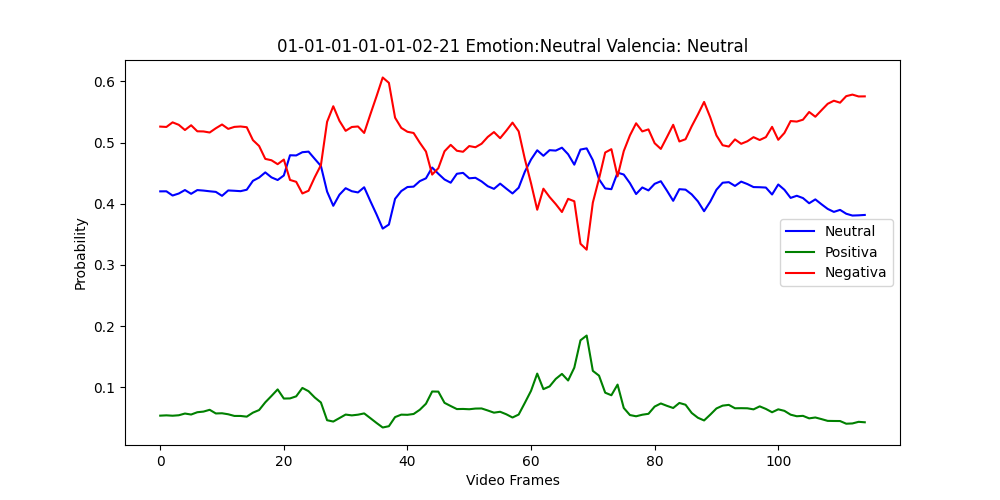 01-01-01-01-01-02-21 Emotion:Neutral Valencia: Neutral
0.6
0.5
0.4
0.3
0.2
0.1
Probability
Neutral
Positiva
Negativa
0 20 40 60 80 100
Video Frames